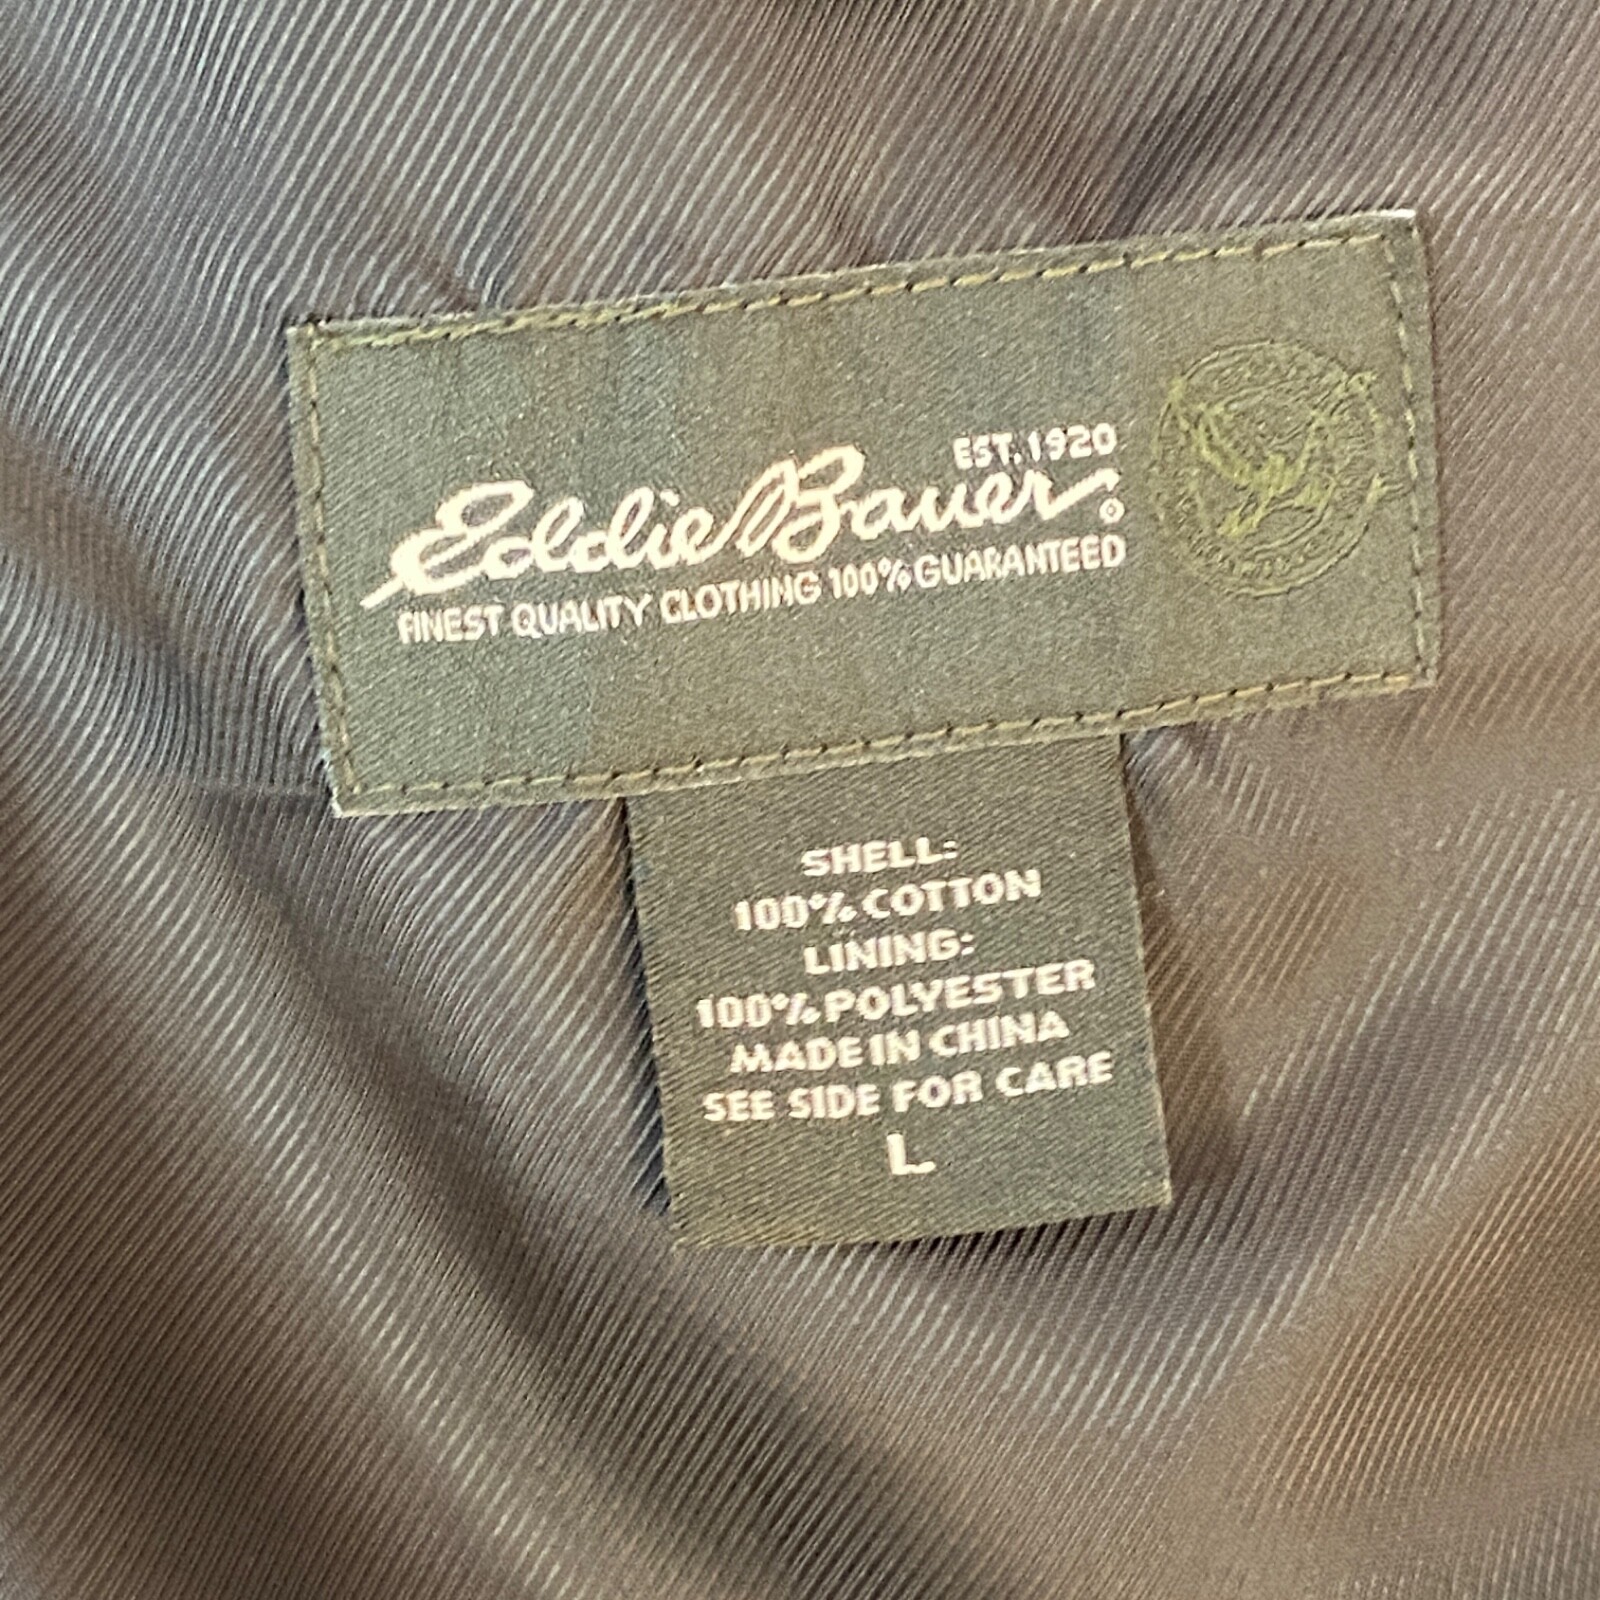 EST. 1920
Eddie Bauer®
FINEST QUALITY CLOTHING 100% GUARANTEED
SHELL:
100% COTTON
LINING:
100% POLYESTER
MADE IN CHINA
SEE SIDE FOR CARE
L